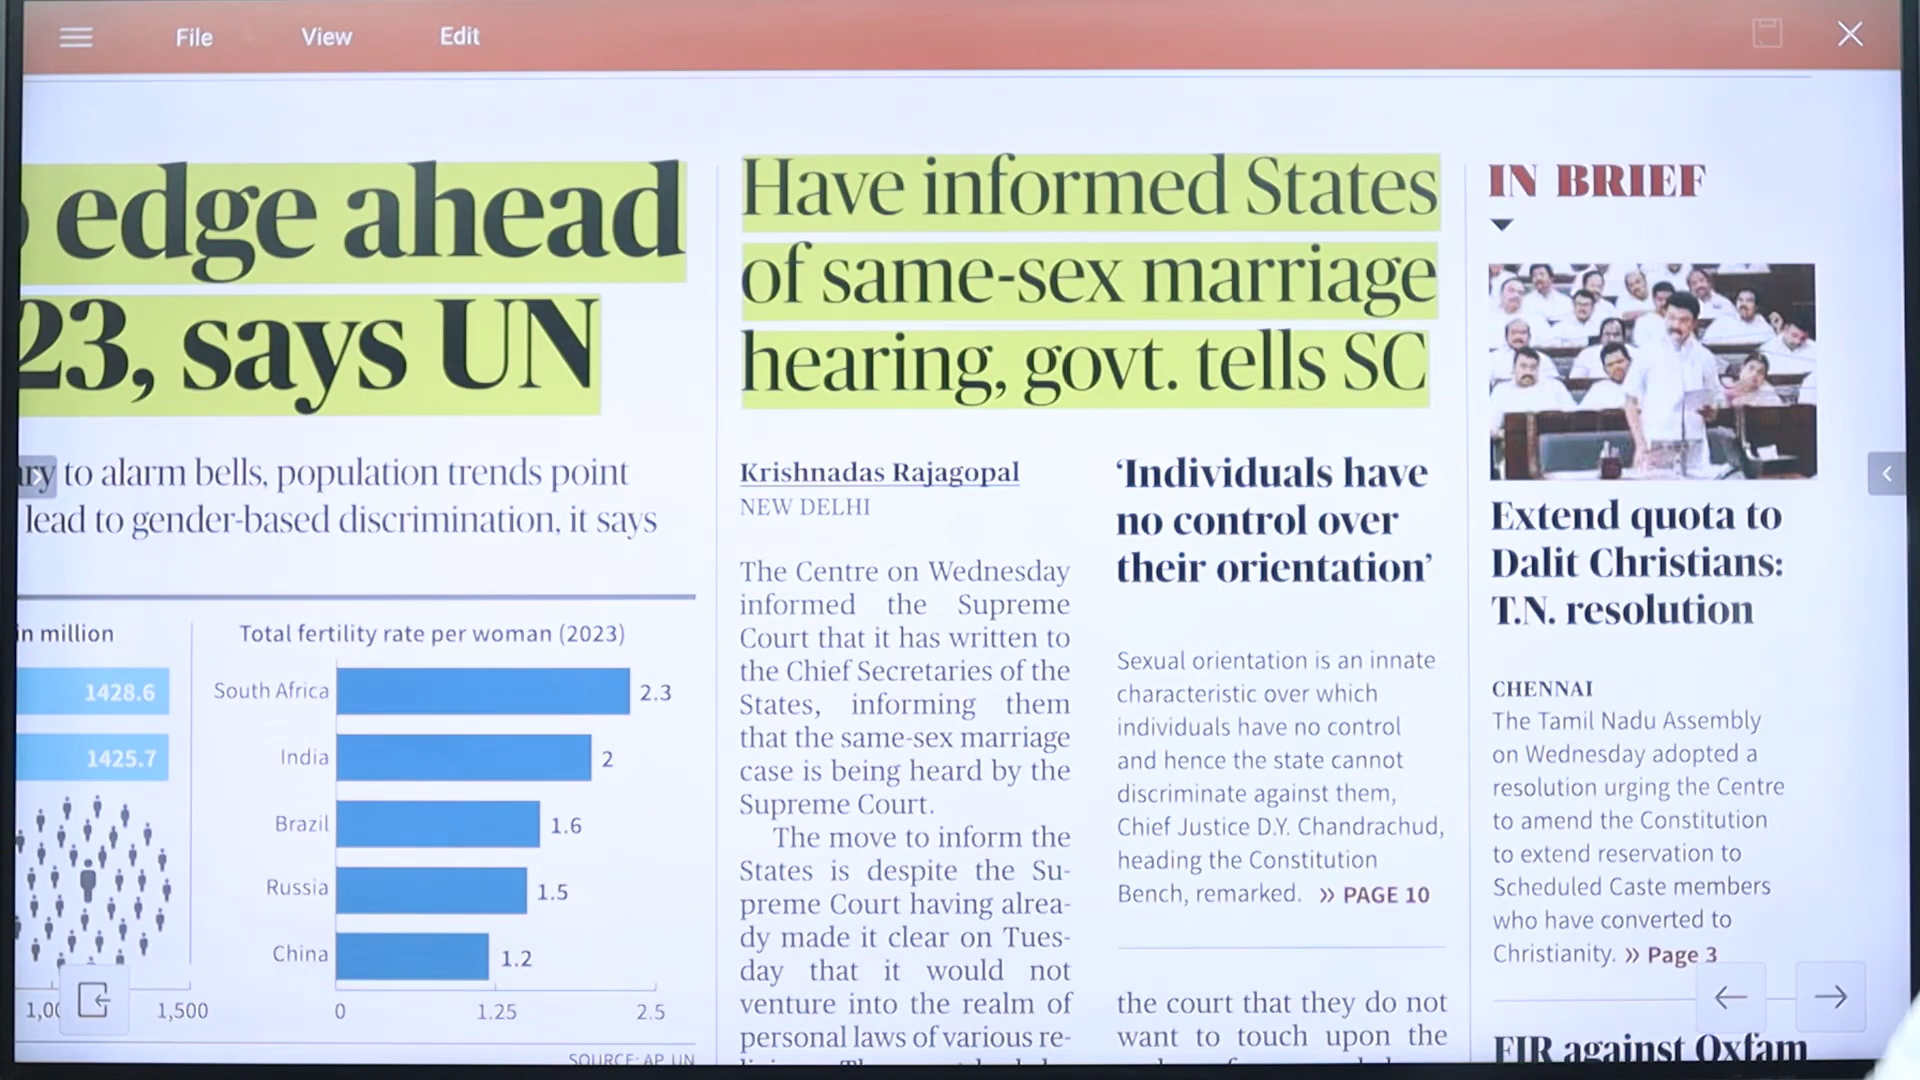 File View Edit
edge ahead
23, says UN
to alarm bells, population trends point
lead to gender-based discrimination, it says
in million
1428.6
1425.7
1,500
Total fertility rate per woman (2023)
South Africa 2.3
India 2
Brazil 1.6
Russia 1.5
China 1.2
0 1.25 2.5
SOURCE: AP, UN
Have informed States
of same-sex marriage
hearing, govt. tells SC
Krishnadas Rajagopal
NEW DELHI
The Centre on Wednesday
informed the Supreme
Court that it has written to
the Chief Secretaries of the
States, informing them
that the same-sex marriage
case is being heard by the
Supreme Court.
The move to inform the
States is despite the Su-
preme Court having alrea-
dy made it clear on Tues-
day that it would not
venture into the realm of
personal laws of various re-
‘Individuals have
no control over
their orientation’
Sexual orientation is an innate
characteristic over which
individuals have no control
and hence the state cannot
discriminate against them,
Chief Justice D.Y. Chandrachud,
heading the Constitution
Bench, remarked. » PAGE 10
the court that they do not
want to touch upon the
IN BRIEF
Extend quota to
Dalit Christians:
T.N. resolution
CHENNAI
The Tamil Nadu Assembly
on Wednesday adopted a
resolution urging the Centre
to amend the Constitution
to extend reservation to
Scheduled Caste members
who have converted to
Christianity. » Page 3
FIR against Oxfam